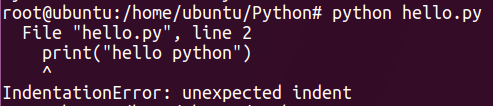 root@ubuntu:/home/ubuntu/Python# python hello.py
  File "hello.py", line 2
    print("hello python")
    ^
IndentationError: unexpected indent